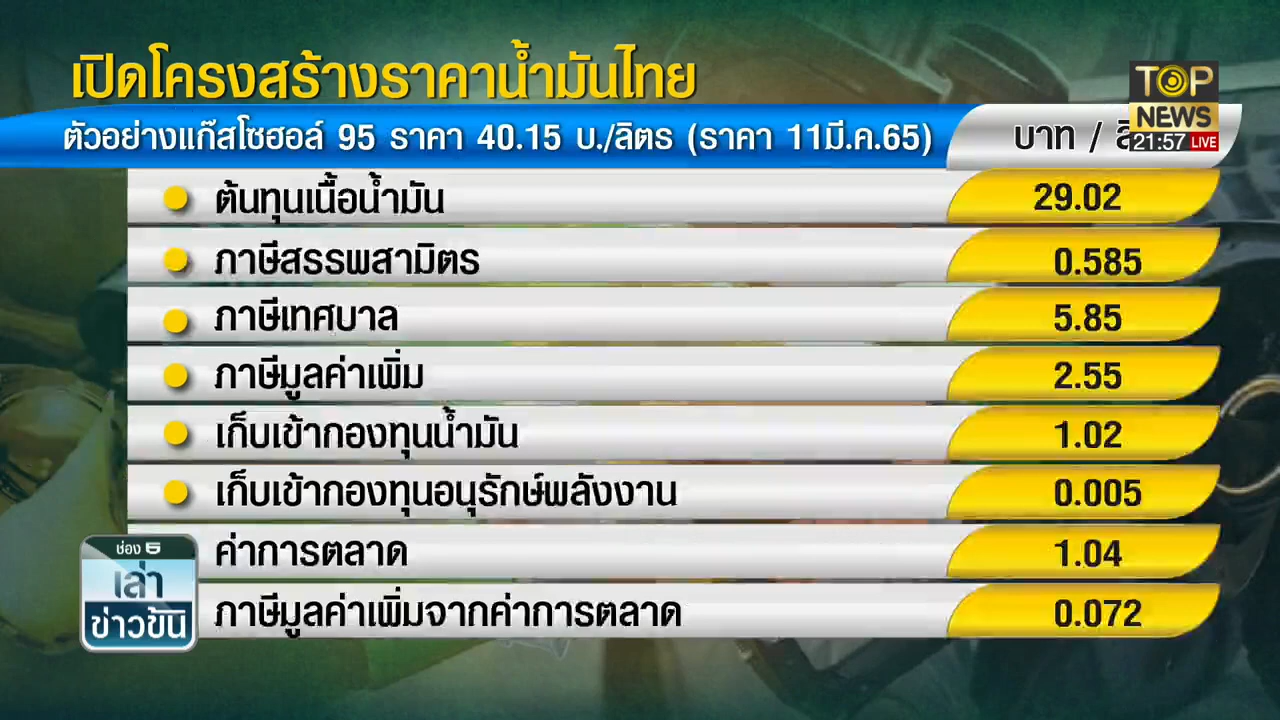 เปิดโครงสร้างราคาน้ำมันไทย
TOP
NEWS
21:57 LIVE
ตัวอย่างแก๊สโซฮอล์ 95 ราคา 40.15 บ./ลิตร (ราคา 11มี.ค.65)
บาท /
ต้นทุนเนื้อน้ำมัน 29.02
ภาษีสรรพสามิตร 0.585
ภาษีเทศบาล 5.85
ภาษีมูลค่าเพิ่ม 2.55
เก็บเข้ากองทุนน้ำมัน 1.02
เก็บเข้ากองทุนอนุรักษ์พลังงาน 0.005
ค่าการตลาด 1.04
ภาษีมูลค่าเพิ่มจากค่าการตลาด 0.072
ช่อง 5
เล่า
ข่าวข้น